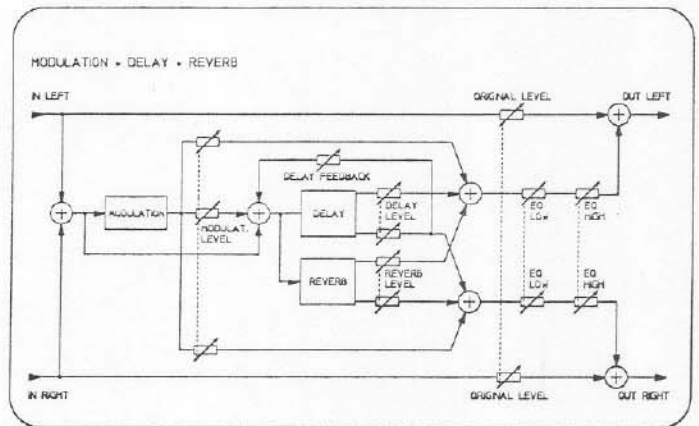 MODULATION + DELAY + REVERB
IN LEFT
ORIGINAL LEVEL
OUT LEFT
DELAY FEEDBACK
MODULATION
MODULAT.
LEVEL
DELAY
DELAY
LEVEL
EQ
LOW
EQ
HIGH
REVERB
REVERB
LEVEL
EQ
LOW
EQ
HIGH
IN RIGHT
ORIGINAL LEVEL
OUT RIGHT